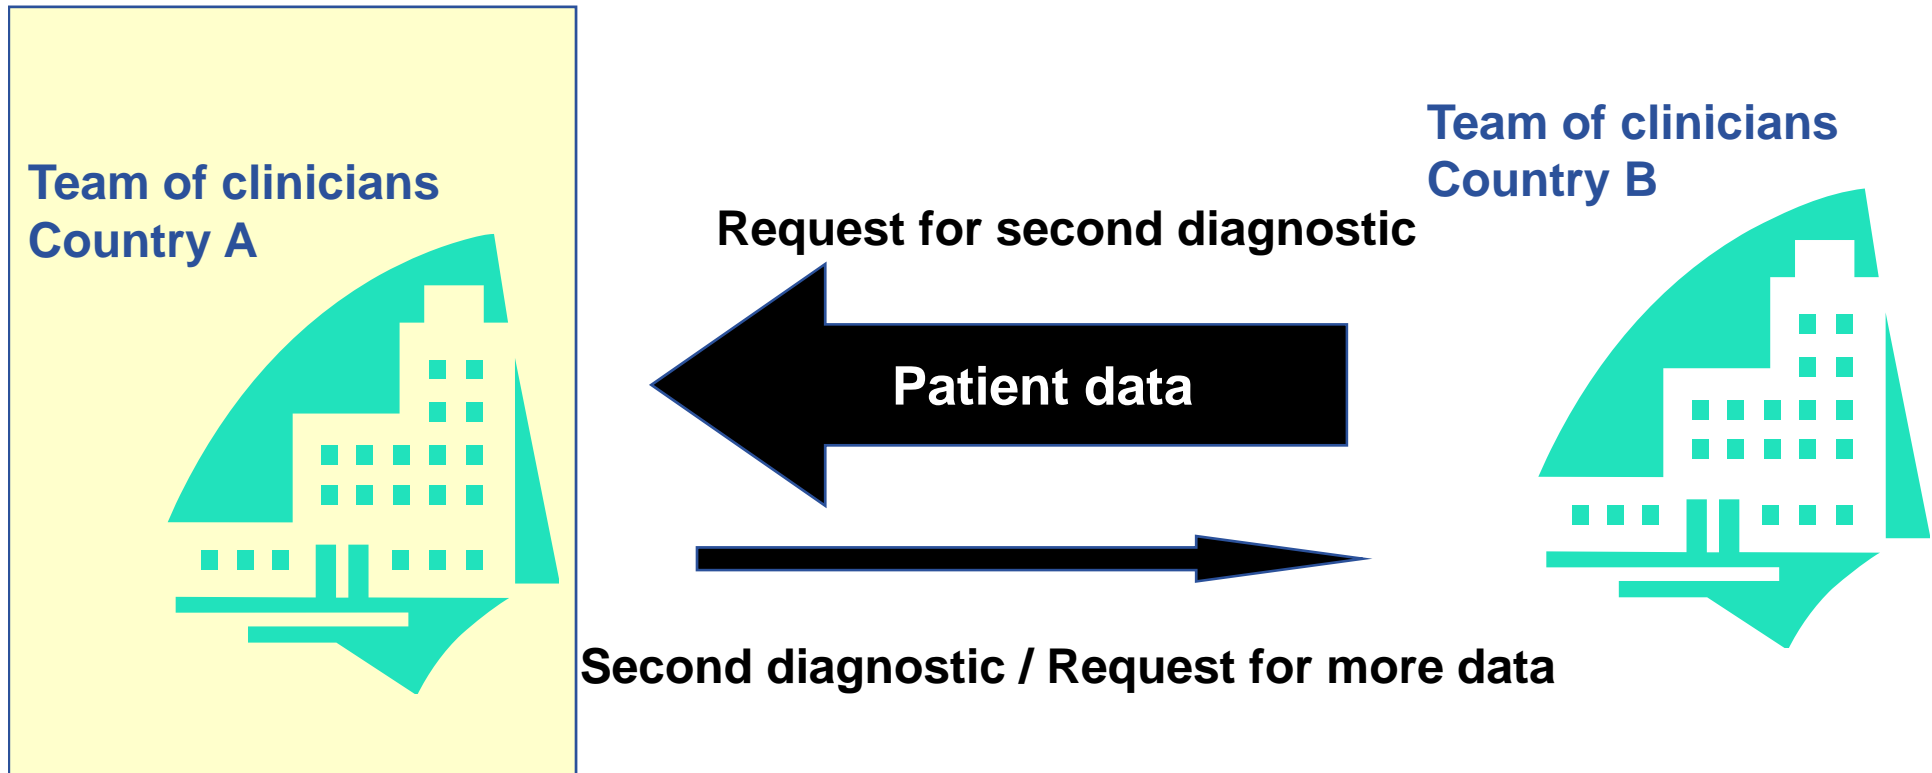 Team of clinicians
Country A
Team of clinicians
Country B
Request for second diagnostic
Patient data
Second diagnostic / Request for more data